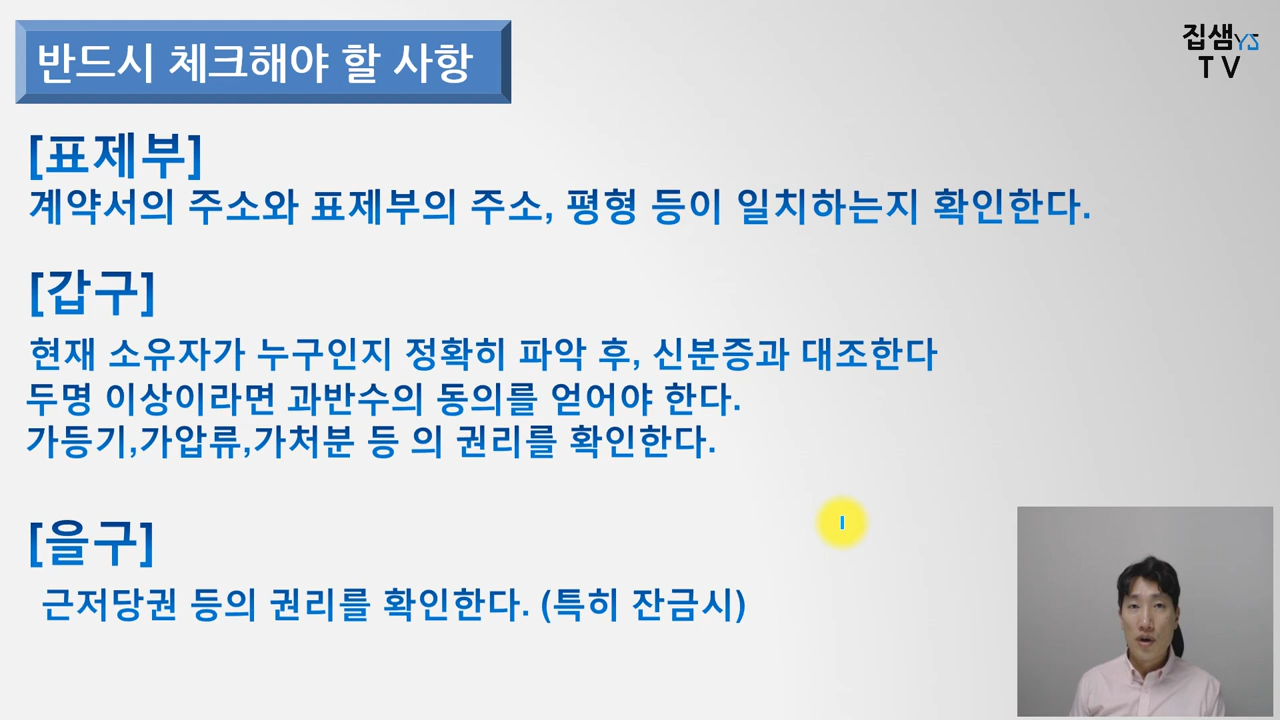 반드시 체크해야 할 사항
집샘YS
TV
[표제부]
계약서의 주소와 표제부의 주소, 평형 등이 일치하는지 확인한다.
[갑구]
현재 소유자가 누구인지 정확히 파악 후, 신분증과 대조한다
두명 이상이라면 과반수의 동의를 얻어야 한다.
가등기,가압류,가처분 등 의 권리를 확인한다.
[을구]
근저당권 등의 권리를 확인한다. (특히 잔금시)